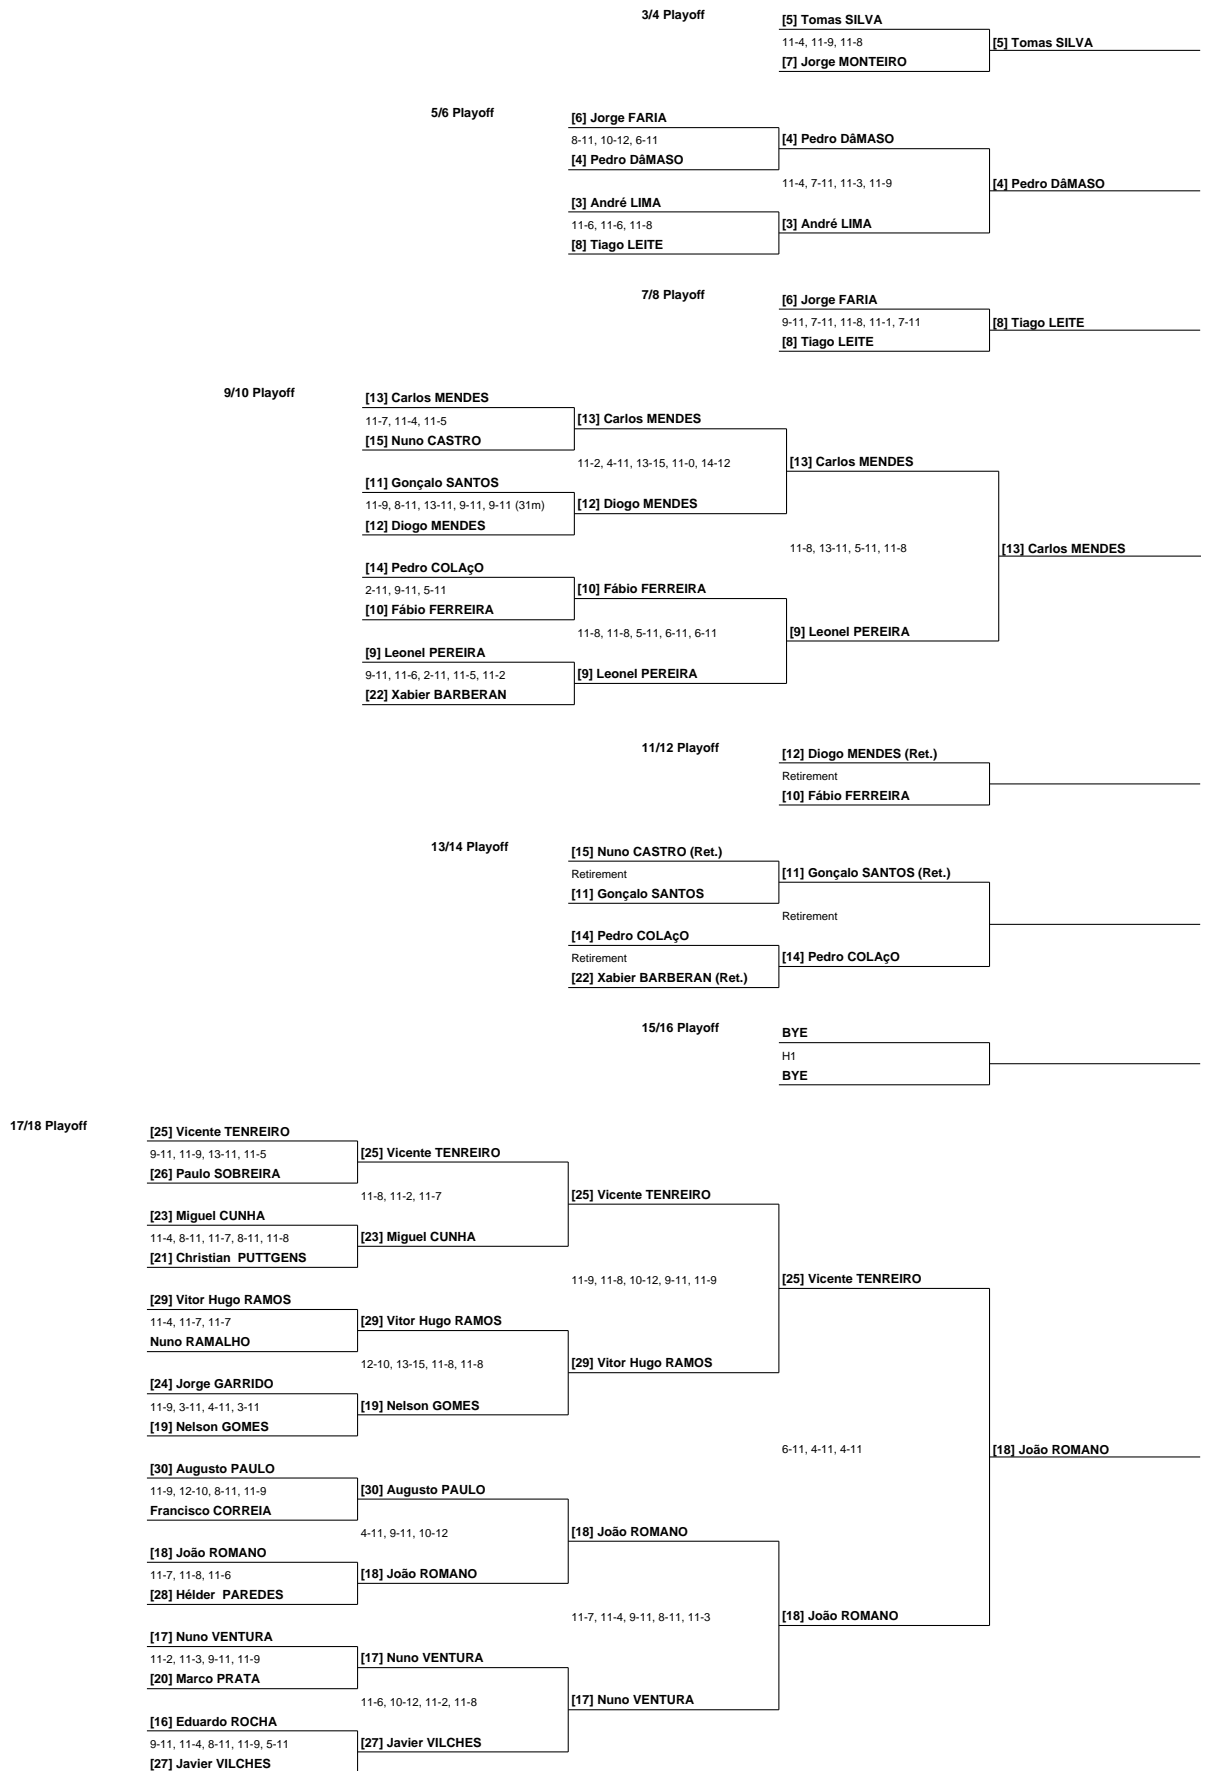 3/4 Playoff
[5] Tomas SILVA
11-4, 11-9, 11-8
[5] Tomas SILVA
[7] Jorge MONTEIRO
5/6 Playoff
[6] Jorge FARIA
8-11, 10-12, 6-11
[4] Pedro DâMASO
[4] Pedro DâMASO
11-4, 7-11, 11-3, 11-9
[4] Pedro DâMASO
[3] André LIMA
11-6, 11-6, 11-8
[3] André LIMA
[8] Tiago LEITE
7/8 Playoff
[6] Jorge FARIA
9-11, 7-11, 11-8, 11-1, 7-11
[8] Tiago LEITE
[8] Tiago LEITE
9/10 Playoff
[13] Carlos MENDES
11-7, 11-4, 11-5
[13] Carlos MENDES
[15] Nuno CASTRO
11-2, 4-11, 13-15, 11-0, 14-12
[13] Carlos MENDES
[11] Gonçalo SANTOS
11-9, 8-11, 13-11, 9-11, 9-11 (31m)
[12] Diogo MENDES
[12] Diogo MENDES
11-8, 13-11, 5-11, 11-8
[13] Carlos MENDES
[14] Pedro COLAçO
2-11, 9-11, 5-11
[10] Fábio FERREIRA
[10] Fábio FERREIRA
11-8, 11-8, 5-11, 6-11, 6-11
[9] Leonel PEREIRA
[9] Leonel PEREIRA
9-11, 11-6, 2-11, 11-5, 11-2
[9] Leonel PEREIRA
[22] Xabier BARBERAN
11/12 Playoff
[12] Diogo MENDES (Ret.)
Retirement
[10] Fábio FERREIRA
13/14 Playoff
[15] Nuno CASTRO (Ret.)
Retirement
[11] Gonçalo SANTOS (Ret.)
[11] Gonçalo SANTOS
Retirement
[14] Pedro COLAçO
Retirement
[14] Pedro COLAçO
[22] Xabier BARBERAN (Ret.)
15/16 Playoff
BYE
H1
BYE
17/18 Playoff
[25] Vicente TENREIRO
9-11, 11-9, 13-11, 11-5
[25] Vicente TENREIRO
[26] Paulo SOBREIRA
11-8, 11-2, 11-7
[25] Vicente TENREIRO
[23] Miguel CUNHA
11-4, 8-11, 11-7, 8-11, 11-8
[23] Miguel CUNHA
[21] Christian  PUTTGENS
11-9, 11-8, 10-12, 9-11, 11-9
[25] Vicente TENREIRO
[29] Vitor Hugo RAMOS
11-4, 11-7, 11-7
[29] Vitor Hugo RAMOS
Nuno RAMALHO
12-10, 13-15, 11-8, 11-8
[29] Vitor Hugo RAMOS
[24] Jorge GARRIDO
11-9, 3-11, 4-11, 3-11
[19] Nelson GOMES
[19] Nelson GOMES
6-11, 4-11, 4-11
[18] João ROMANO
[30] Augusto PAULO
11-9, 12-10, 8-11, 11-9
[30] Augusto PAULO
Francisco CORREIA
4-11, 9-11, 10-12
[18] João ROMANO
[18] João ROMANO
11-7, 11-8, 11-6
[18] João ROMANO
[28] Hélder  PAREDES
11-7, 11-4, 9-11, 8-11, 11-3
[18] João ROMANO
[17] Nuno VENTURA
11-2, 11-3, 9-11, 11-9
[17] Nuno VENTURA
[20] Marco PRATA
11-6, 10-12, 11-2, 11-8
[17] Nuno VENTURA
[16] Eduardo ROCHA
9-11, 11-4, 8-11, 11-9, 5-11
[27] Javier VILCHES
[27] Javier VILCHES